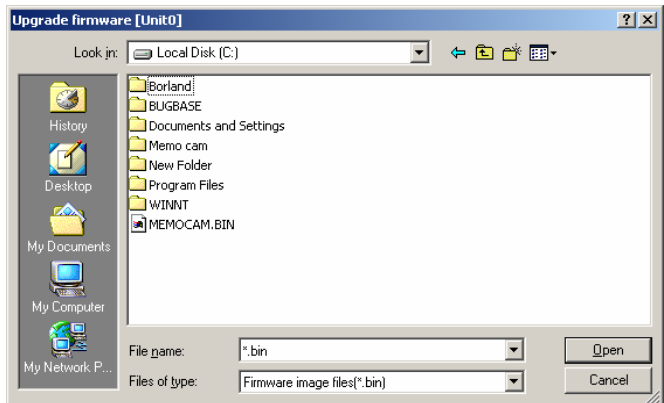 Upgrade firmware [Unit0]
Look in: Local Disk (C:)
History
Desktop
My Documents
My Computer
My Network P...
Borland
BUGBASE
Documents and Settings
Memo cam
New Folder
Program Files
WINNT
MEMOCAM.BIN
File name: *.bin Open
Files of type: Firmware image files(*.bin) Cancel